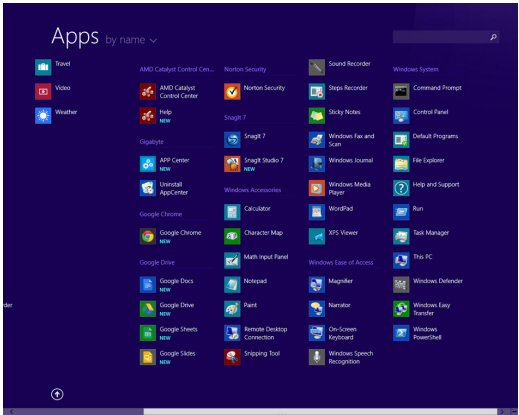 Apps by name
Travel
Video
Weather
rder
AMD Catalyst Control Cen...
AMD Catalyst
Control Center
Help
NEW
Gigabyte
APP Center
NEW
Uninstall
AppCenter
Google Chrome
Google Chrome
NEW
Google Drive
Google Docs
NEW
Google Drive
NEW
Google Sheets
NEW
Google Slides
NEW
Norton Security
Norton Security
SnagIt 7
SnagIt 7
SnagIt Studio 7
NEW
Windows Accessories
Calculator
Character Map
Math Input Panel
Notepad
Paint
Remote Desktop
Connection
Snipping Tool
Sound Recorder
Steps Recorder
Sticky Notes
Windows Fax and
Scan
Windows Journal
Windows Media
Player
WordPad
XPS Viewer
Windows Ease of Access
Magnifier
Narrator
On-Screen
Keyboard
Windows Speech
Recognition
Windows System
Command Prompt
Control Panel
Default Programs
File Explorer
Help and Support
Run
Task Manager
This PC
Windows Defender
Windows Easy
Transfer
Windows
PowerShell